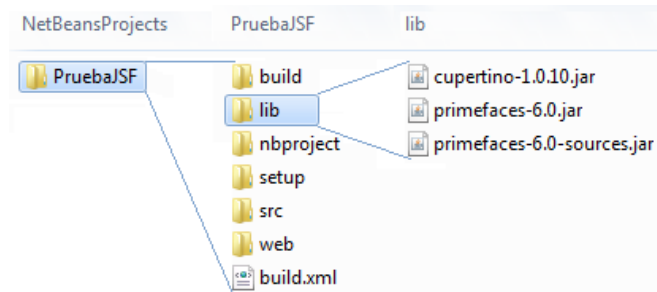 NetBeansProjects PruebaJSF lib
PruebaJSF build cupertino-1.0.10.jar
lib primefaces-6.0.jar
nbproject primefaces-6.0-sources.jar
setup
src
web
build.xml